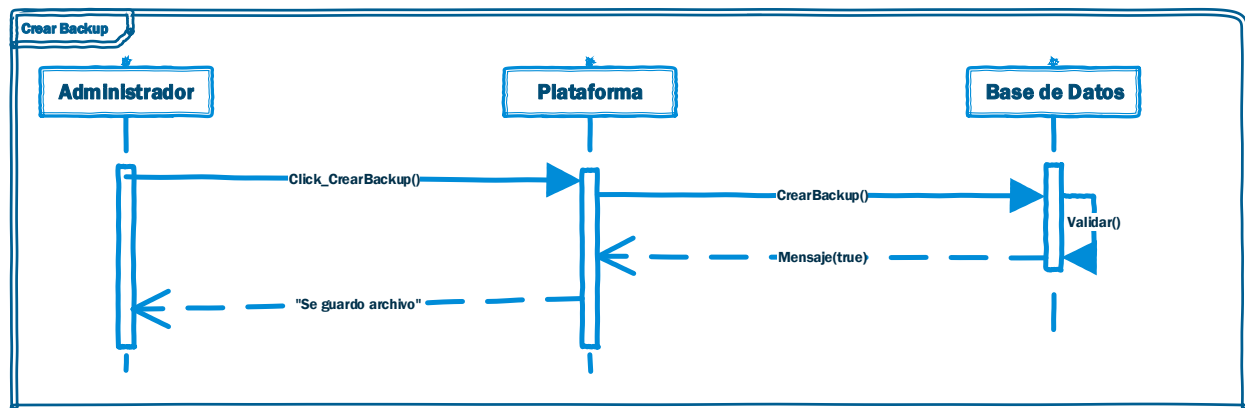 Crear Backup
Administrador
Plataforma
Base de Datos
Click_CrearBackup()
CrearBackup()
Validar()
Mensaje(true)
"Se guardo archivo"